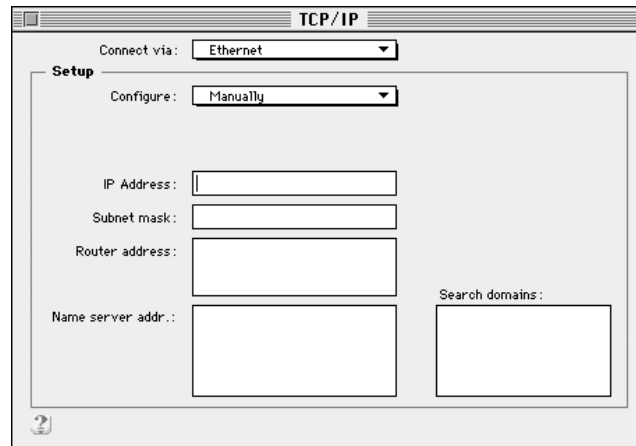 TCP/IP
Connect via: Ethernet
Setup
Configure: Manually
IP Address:
Subnet mask:
Router address:
Search domains:
Name server addr.:
?